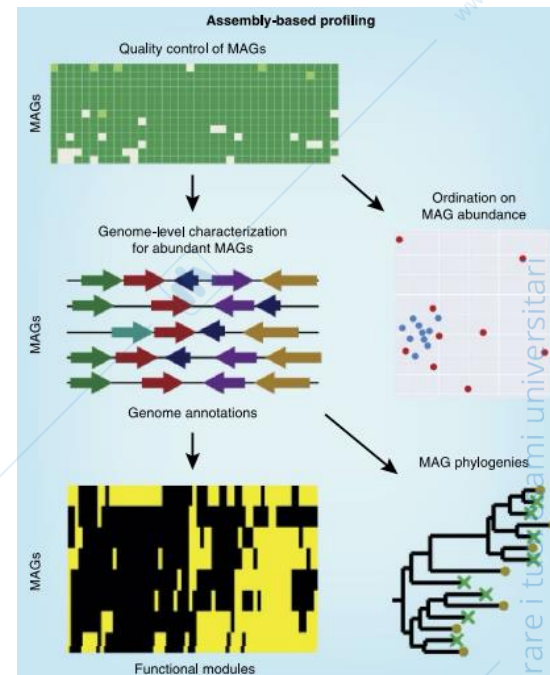 Assembly-based profiling
Quality control of MAGs
MAGs
Ordination on
MAG abundance
Genome-level characterization
for abundant MAGs
MAGs
Genome annotations
MAG phylogenies
MAGs
Functional modules
universitari